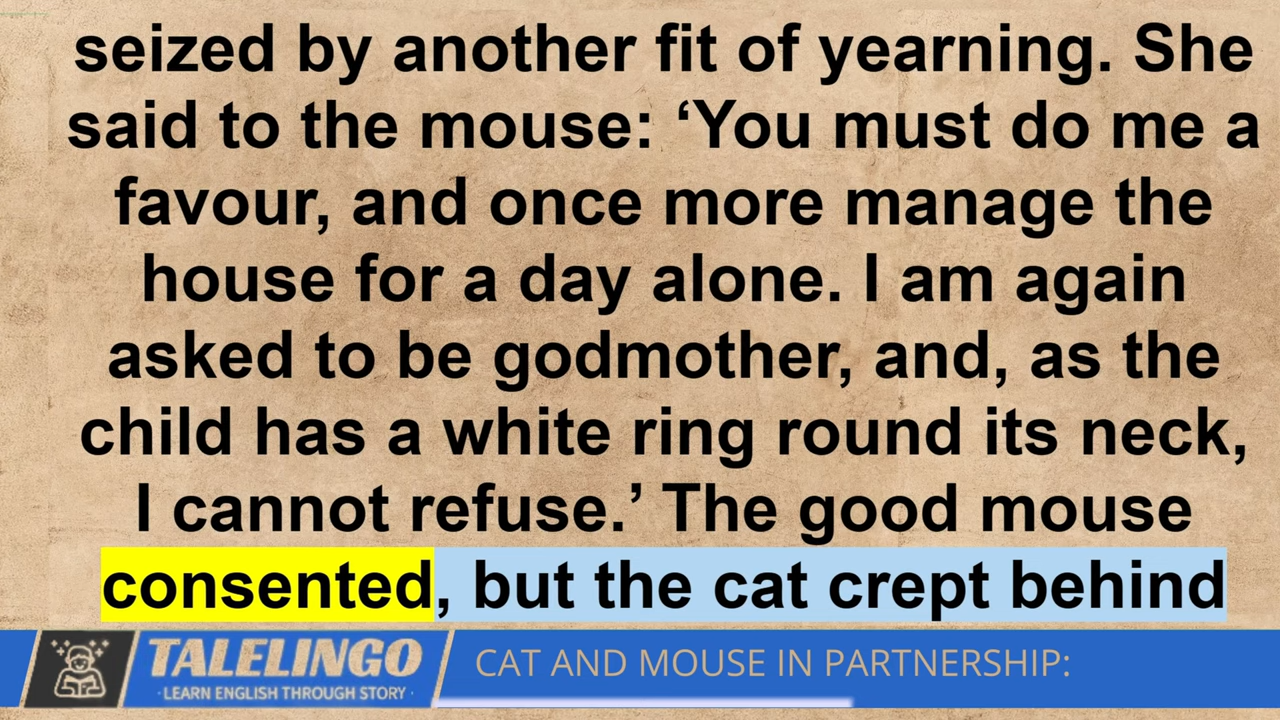 seized by another fit of yearning. She
said to the mouse: ‘You must do me a
favour, and once more manage the
house for a day alone. I am again
asked to be godmother, and, as the
child has a white ring round its neck,
I cannot refuse.’ The good mouse
consented, but the cat crept behind
TALELINGO
· LEARN ENGLISH THROUGH STORY ·
CAT AND MOUSE IN PARTNERSHIP: